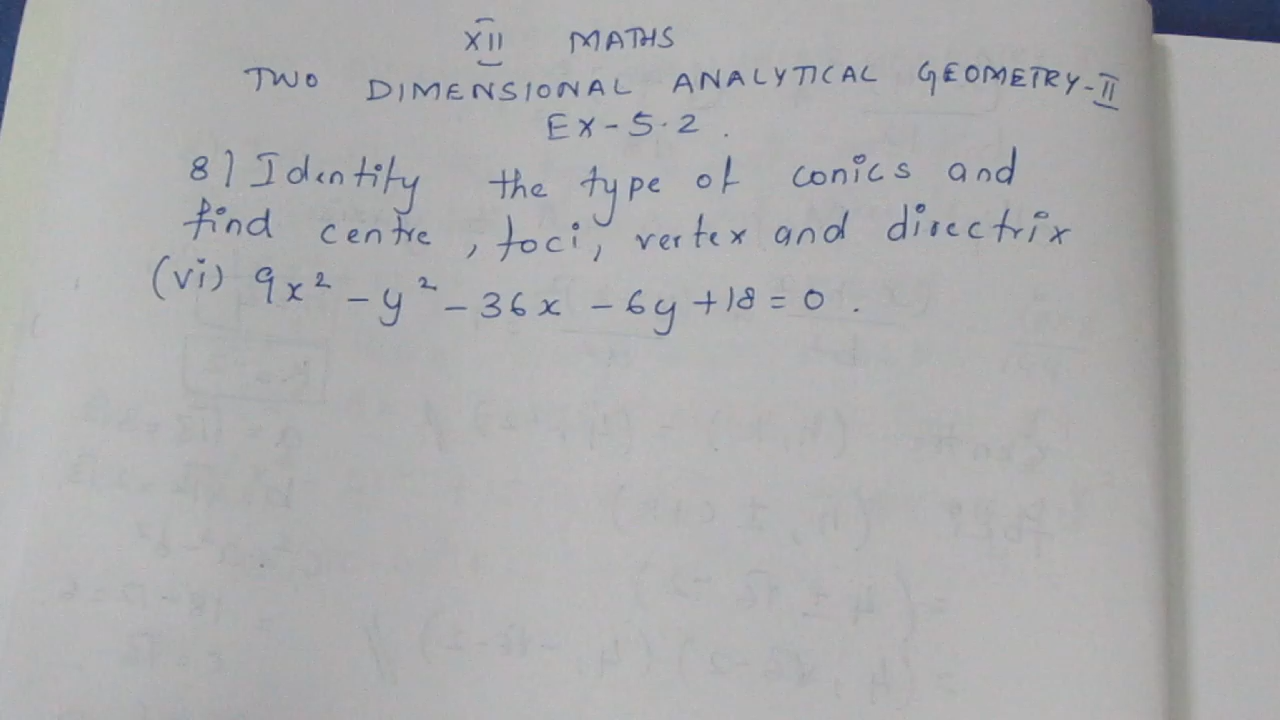 XII MATHS
TWO DIMENSIONAL ANALYTICAL GEOMETRY-II
EX-5.2.
8) Identify the type of conics and
find centre, foci, vertex and directrix
(vi) 9x² - y² - 36x - 6y + 18 = 0.